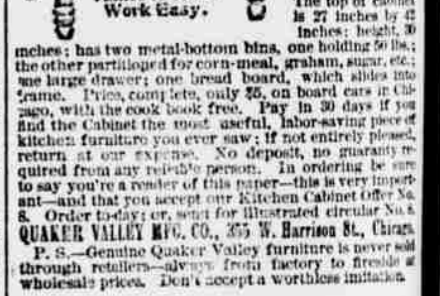 Work Easy.
The top of cabinet
is 27 inches by 42
inches; height, 30
inches; has two metal-bottom bins, one holding 50 lbs.;
the other partitioned for corn-meal, graham, sugar, etc.;
one large drawer; one bread board, which slides into
frame. Price, complete, only $5, on board cars in Chi-
cago, with the cook book free. Pay in 30 days if you
find the Cabinet the most useful, labor-saving piece of
kitchen furniture you ever saw; if not entirely pleased,
return at our expense. No deposit, no guaranty re-
quired from any reliable person. In ordering be sure
to say you're a reader of this paper—this is very import-
ant—and that you accept our Kitchen Cabinet Offer No.
8. Order to-day; or, send for illustrated circular No. 8.
QUAKER VALLEY MFG. CO., 355 W. Harrison St., Chicago.
P. S.—Genuine Quaker Valley furniture is never sold
through retailers—always from factory to fireside at
wholesale prices. Don't accept a worthless imitation.